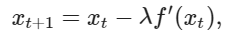 x_{t+1} = x_t − λf′(x_t),